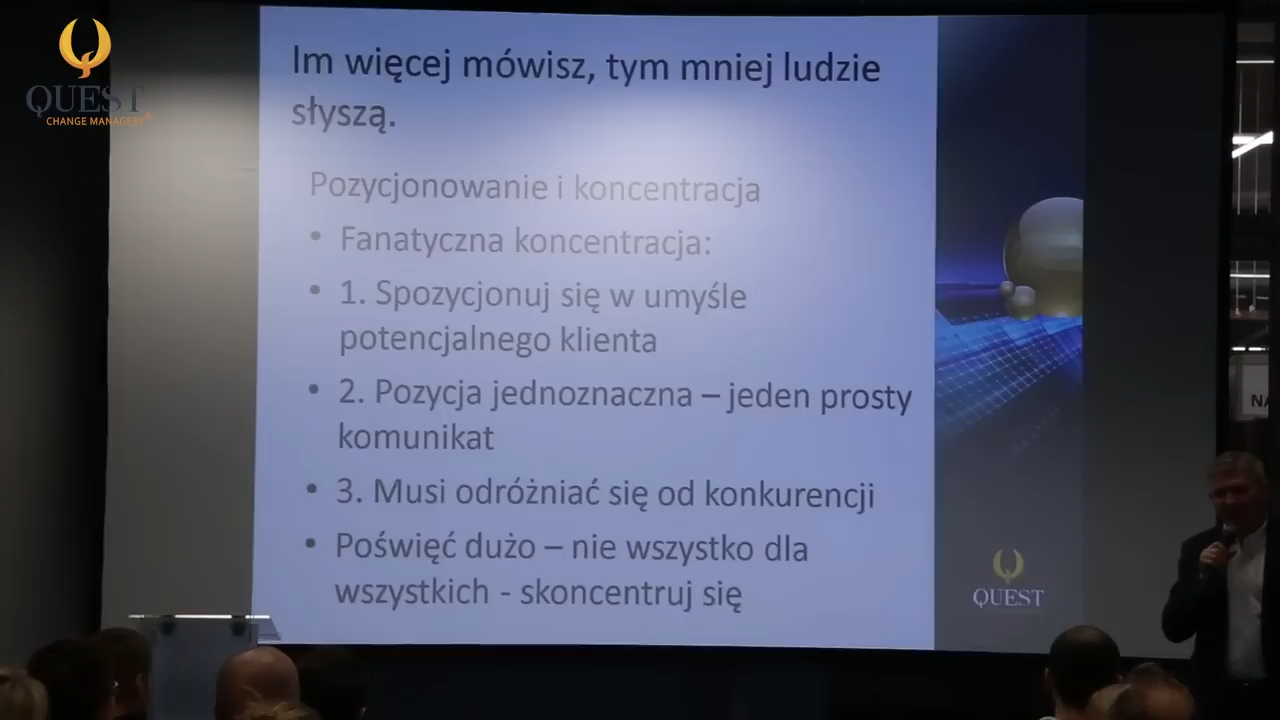 QUEST
CHANGE MANAGERS
Im więcej mówisz, tym mniej ludzie
słyszą.
Pozycjonowanie i koncentracja
• Fanatyczna koncentracja:
• 1. Spozycjonuj się w umyśle
potencjalnego klienta
• 2. Pozycja jednoznaczna – jeden prosty
komunikat
• 3. Musi odróżniać się od konkurencji
• Poświęć dużo – nie wszystko dla
wszystkich - skoncentruj się
QUEST
NA